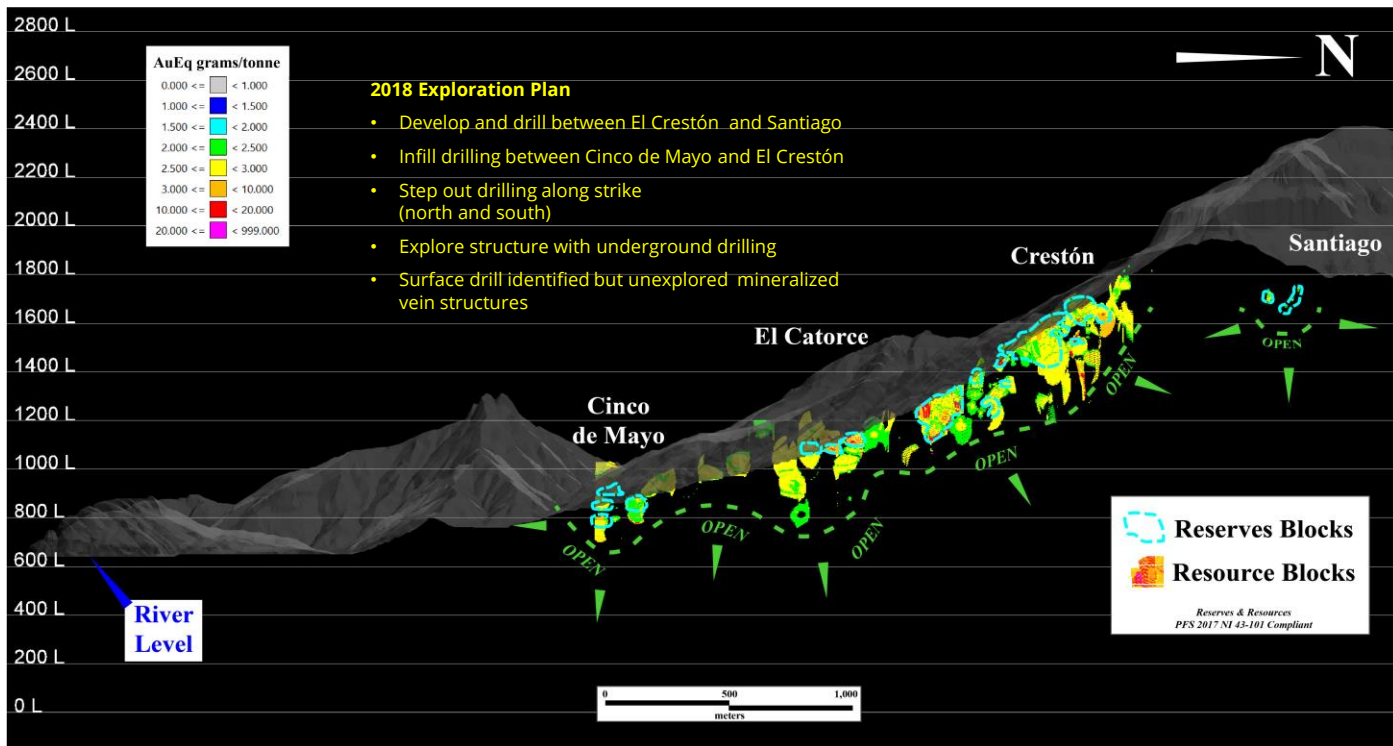 2800 L
2600 L
2400 L
2200 L
2000 L
1800 L
1600 L
1400 L
1200 L
1000 L
800 L
600 L
400 L
200 L
0 L
AuEq grams/tonne
0.000 <= < 1.000
1.000 <= < 1.500
1.500 <= < 2.000
2.000 <= < 2.500
2.500 <= < 3.000
3.000 <= < 10.000
10.000 <= < 20.000
20.000 <= < 999.000
2018 Exploration Plan
• Develop and drill between El Crestón and Santiago
• Infill drilling between Cinco de Mayo and El Crestón
• Step out drilling along strike
(north and south)
• Explore structure with underground drilling
• Surface drill identified but unexplored mineralized
vein structures
N
Santiago
Crestón
El Catorce
Cinco
de Mayo
OPEN
OPEN
OPEN
OPEN
OPEN
OPEN
River
Level
Reserves Blocks
Resource Blocks
Reserves & Resources
PFS 2017 NI 43-101 Compliant
0 500 1,000
meters